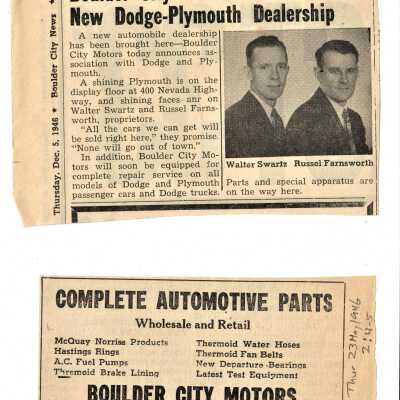 New Dodge-Plymouth Dealership
A new automobile dealership
has been brought here—Boulder
City Motors today announces as-
sociation with Dodge and Ply-
mouth.
A shining Plymouth is on the
display floor at 400 Nevada High-
way, and shining faces anr on
Walter Swartz and Russel Farns-
worth, proprietors.
"All the cars we can get will
be sold right here," they promise.
"None will go out of town."
In addition, Boulder City Mo-
tors will soon be equipped for
complete repair service on all
models of Dodge and Plymouth
passenger cars and Dodge trucks.
Walter Swartz Russel Farnsworth
Parts and special apparatus are
on the way here.
Thursday, Dec. 5, 1946 ★ Boulder City News ★
COMPLETE AUTOMOTIVE PARTS
Wholesale and Retail
McQuay Norriss Products
Hastings Rings
A.C. Fuel Pumps
Thremoid Brake Lining
Thermoid Water Hoses
Thermoid Fan Belts
New Departure Bearings
Latest Test Equipment
BOULDER CITY MOTORS
Thur 23 May 1946
2:4-5